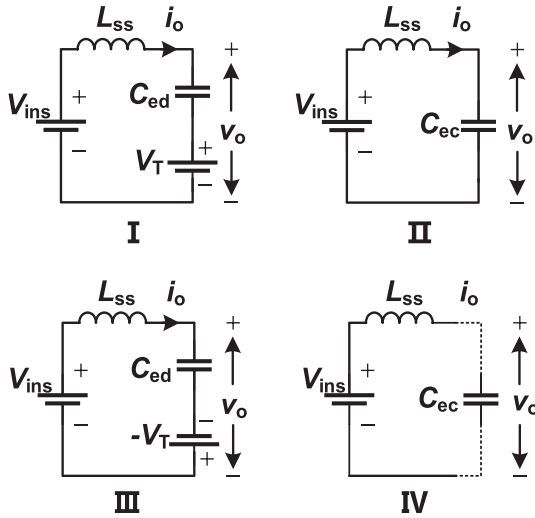 Lss io Lss io
+ +
+ Ced +
Vins vo Vins Cec vo
− + −
VT
− − −
I II
Lss io Lss io
+ +
+ Ced +
Vins vo Vins Cec vo
− − −
-VT
+ − −
III IV